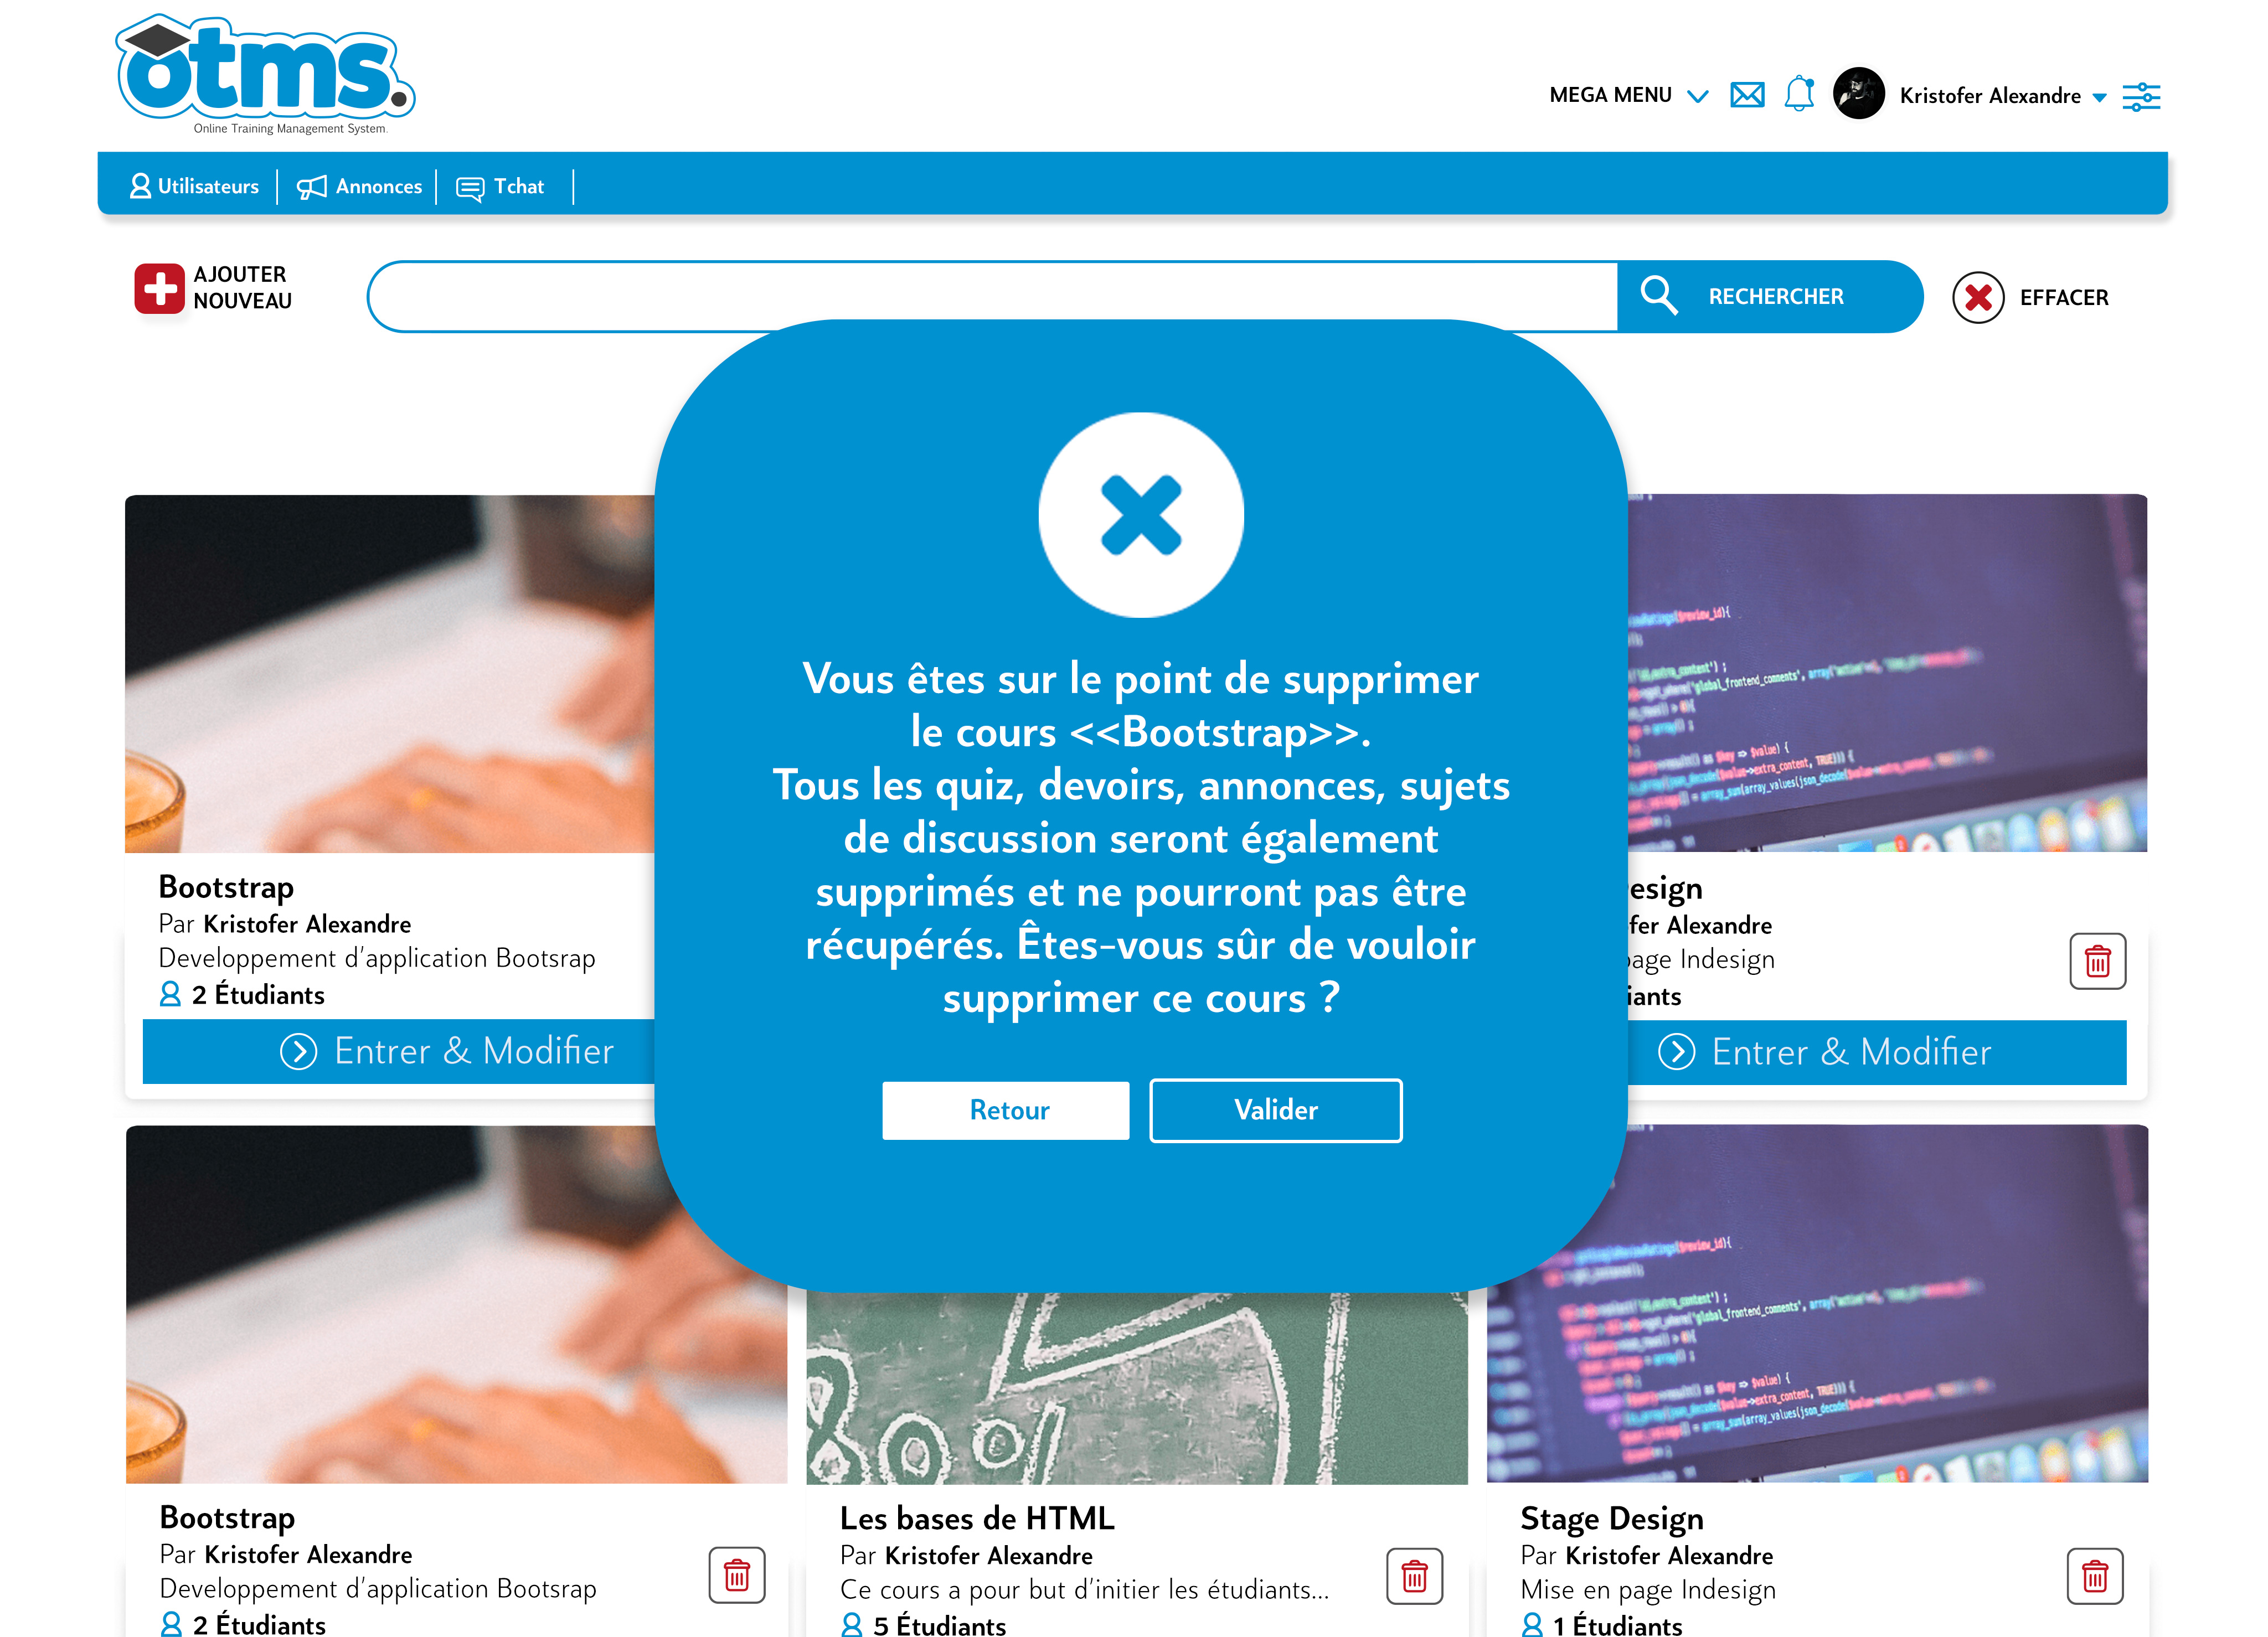 otms.
Online Training Management System.
MEGA MENU
Kristofer Alexandre
Utilisateurs
Annonces
Tchat
AJOUTER
NOUVEAU
RECHERCHER
EFFACER
Vous êtes sur le point de supprimer
le cours <<Bootstrap>>.
Tous les quiz, devoirs, annonces, sujets
de discussion seront également
supprimés et ne pourront pas être
récupérés. Êtes-vous sûr de vouloir
supprimer ce cours ?
Retour
Valider
Bootstrap
Par Kristofer Alexandre
Developpement d'application Bootsrap
2 Étudiants
Entrer & Modifier
esign
fer Alexandre
page Indesign
iants
Entrer & Modifier
80%
Bootstrap
Par Kristofer Alexandre
Developpement d'application Bootsrap
2 Étudiants
Les bases de HTML
Par Kristofer Alexandre
Ce cours a pour but d'initier les étudiants...
5 Étudiants
Stage Design
Par Kristofer Alexandre
Mise en page Indesign
1 Étudiants